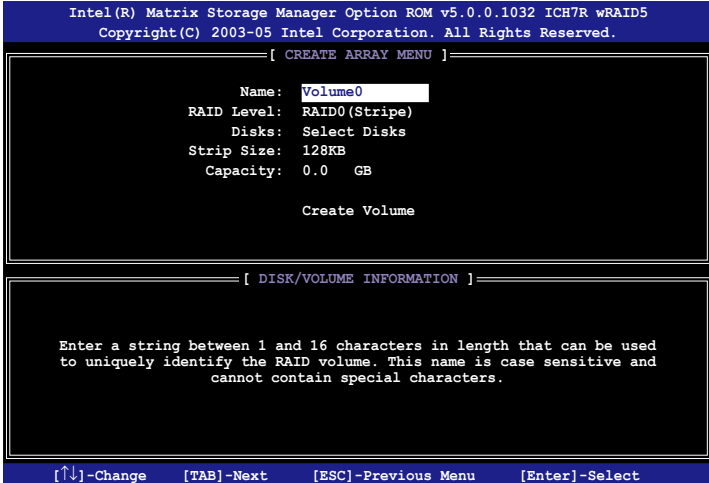 Intel(R) Matrix Storage Manager Option ROM v5.0.0.1032 ICH7R wRAID5
Copyright(C) 2003-05 Intel Corporation. All Rights Reserved.
[ CREATE ARRAY MENU ]
Name: Volume0
RAID Level: RAID0(Stripe)
Disks: Select Disks
Strip Size: 128KB
Capacity: 0.0 GB
Create Volume
[ DISK/VOLUME INFORMATION ]
Enter a string between 1 and 16 characters in length that can be used
to uniquely identify the RAID volume. This name is case sensitive and
cannot contain special characters.
[↑↓]-Change [TAB]-Next [ESC]-Previous Menu [Enter]-Select